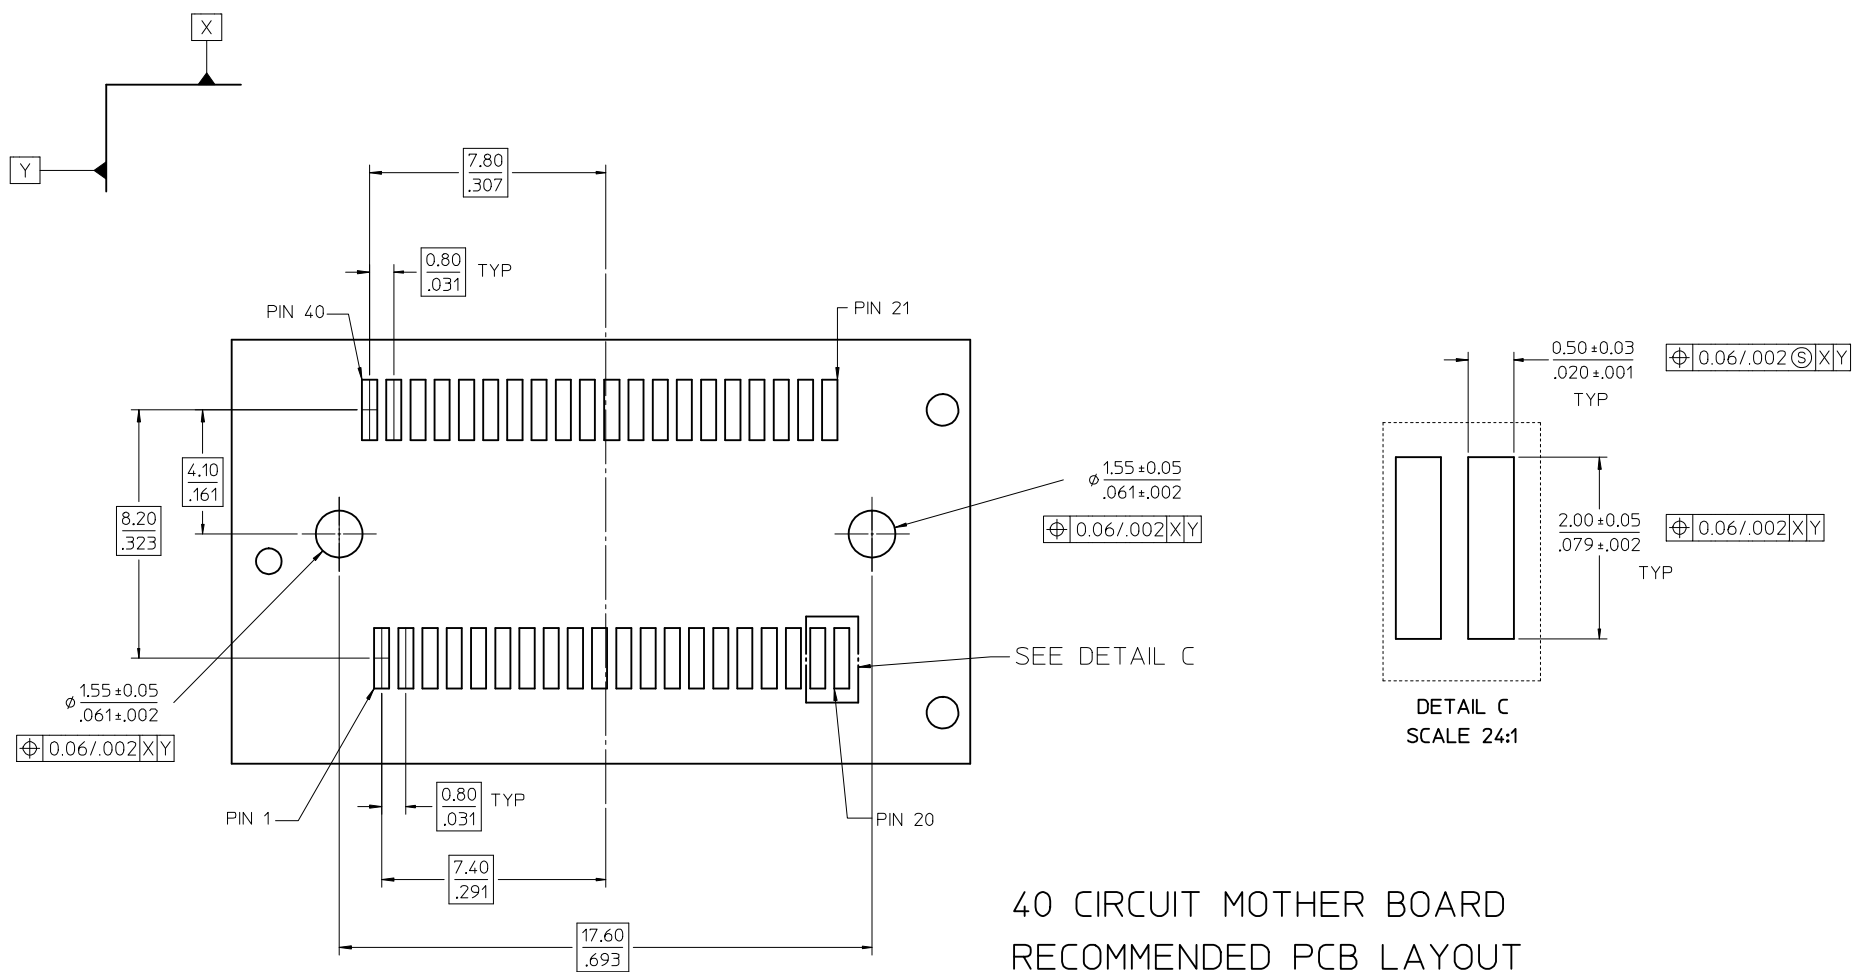 X
Y
7.80
.307
0.80 TYP
.031
PIN 40
PIN 21
4.10
.161
8.20
.323
⌀ 1.55 ±0.05
.061±.002
⌖ 0.06/.002 X Y
SEE DETAIL C
⌀ 1.55 ±0.05
.061±.002
⌖ 0.06/.002 X Y
PIN 1
0.80 TYP
.031
PIN 20
7.40
.291
17.60
.693
0.50 ±0.03
.020 ±.001
TYP
⌖ 0.06/.002 Ⓢ X Y
2.00 ±0.05
.079 ±.002
TYP
⌖ 0.06/.002 X Y
DETAIL C
SCALE 24:1
40 CIRCUIT MOTHER BOARD
RECOMMENDED PCB LAYOUT